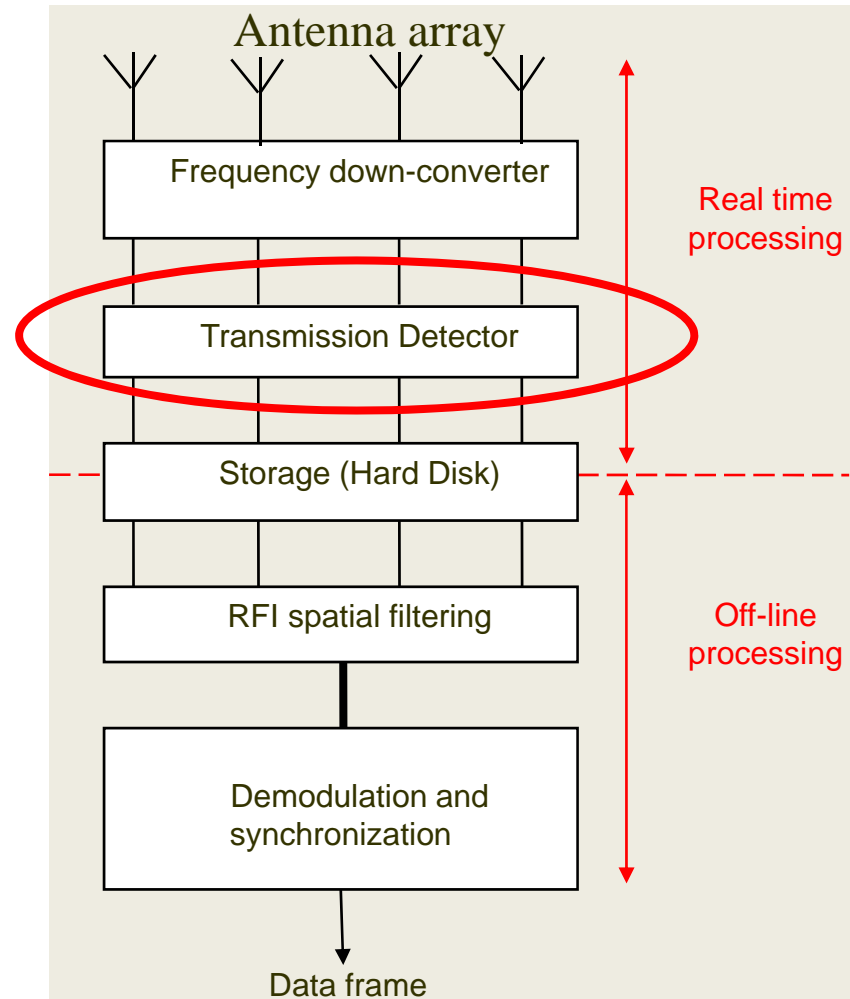 Antenna array
Frequency down-converter
Real time
processing
Transmission Detector
Storage (Hard Disk)
RFI spatial filtering
Off-line
processing
Demodulation and
synchronization
Data frame